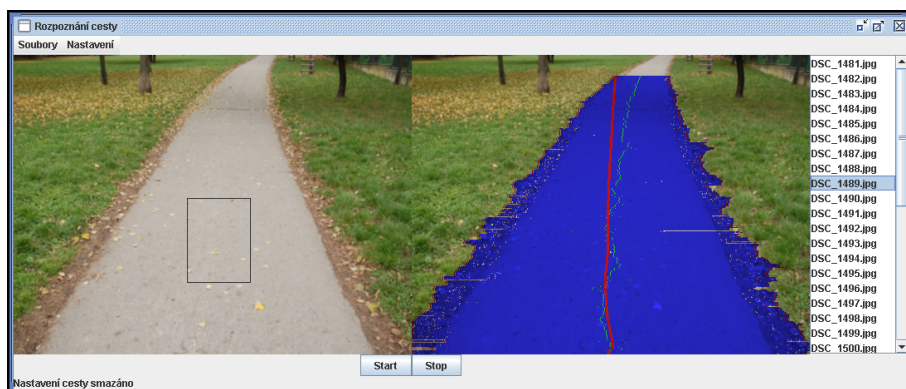 Rozpoznání cesty
Soubory Nastavení
DSC_1481.jpg
DSC_1482.jpg
DSC_1483.jpg
DSC_1484.jpg
DSC_1485.jpg
DSC_1486.jpg
DSC_1487.jpg
DSC_1488.jpg
DSC_1489.jpg
DSC_1490.jpg
DSC_1491.jpg
DSC_1492.jpg
DSC_1493.jpg
DSC_1494.jpg
DSC_1495.jpg
DSC_1496.jpg
DSC_1497.jpg
DSC_1498.jpg
DSC_1499.jpg
DSC_1500.jpg
Start Stop
Nastavení cesty smazáno